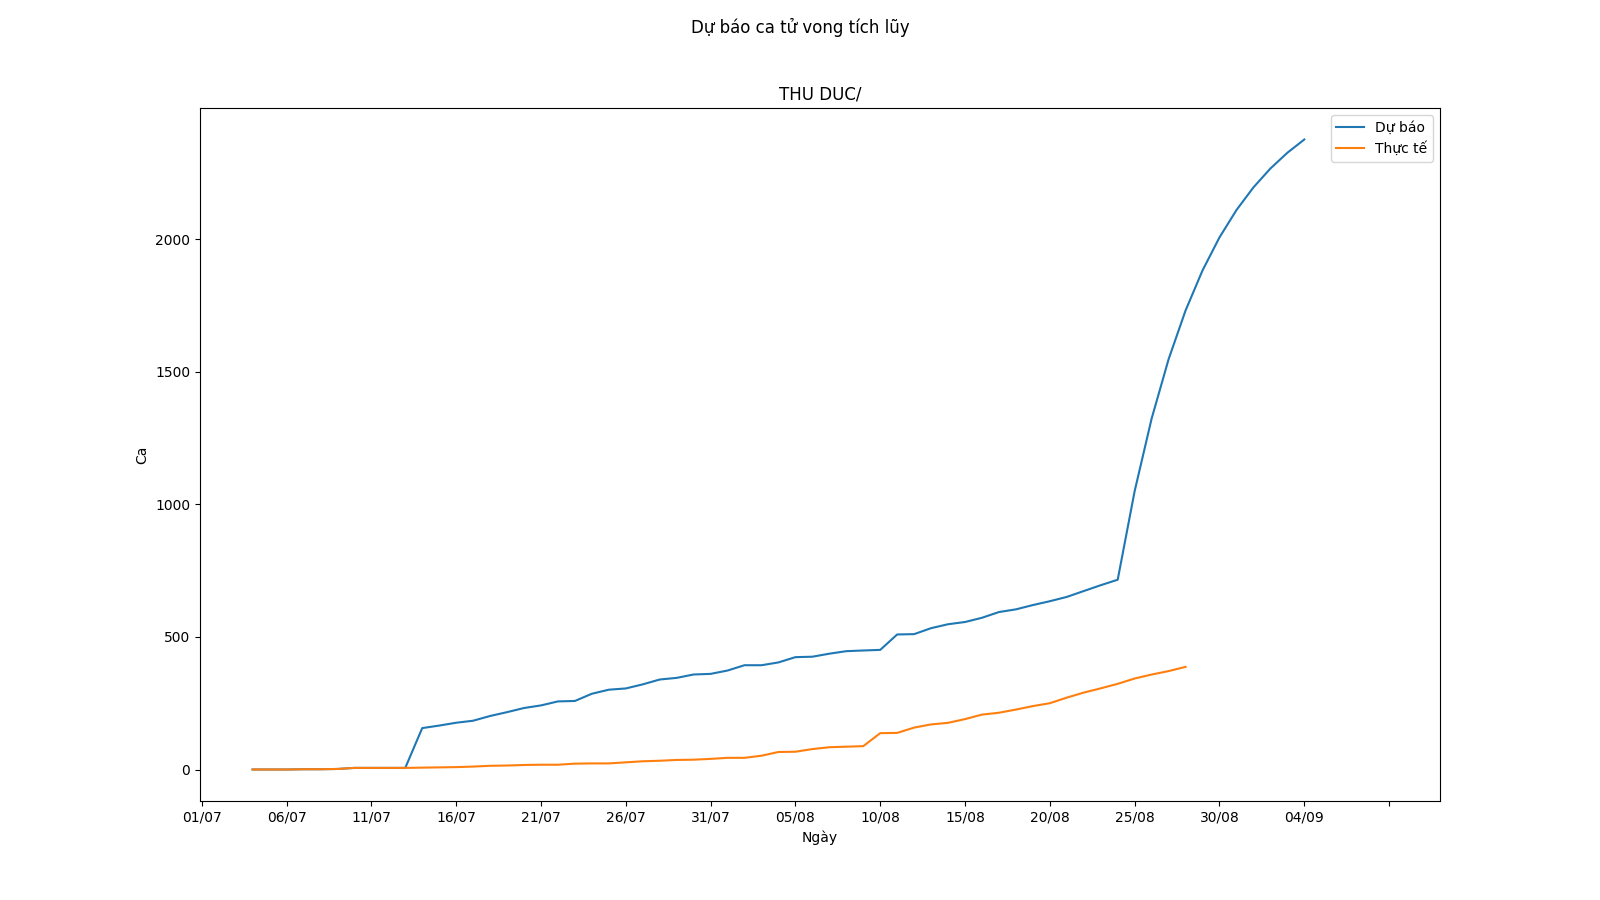 Dự báo ca tử vong tích lũy
THU DUC/
Dự báo
Thực tế
2000
1500
1000
500
0
Ca
01/07 06/07 11/07 16/07 21/07 26/07 31/07 05/08 10/08 15/08 20/08 25/08 30/08 04/09
Ngày